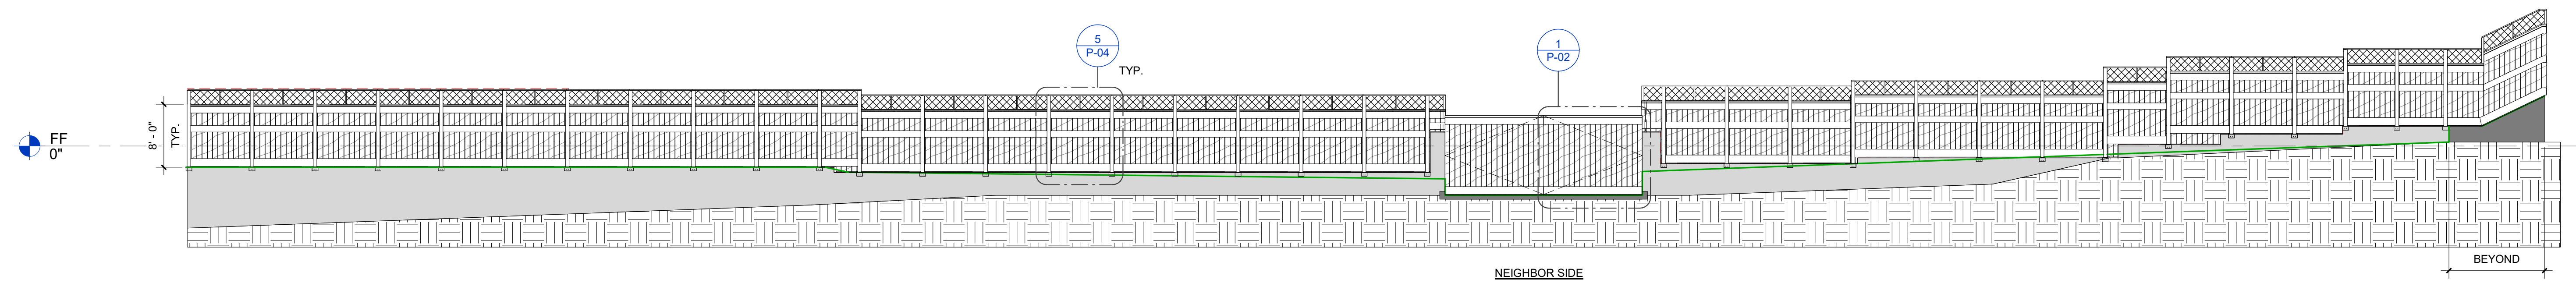 FF
0"
8' - 0"
TYP.
5
P-04
TYP.
1
P-02
NEIGHBOR SIDE
BEYOND